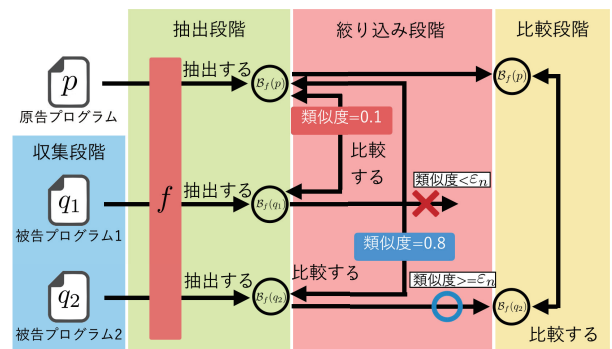 抽出段階
絞り込み段階
比較段階
p
原告プログラム
抽出する
B_f(p)
B_f(p)
類似度=0.1
比較
する
収集段階
f
q₁
被告プログラム1
抽出する
B_f(q₁)
類似度<εₙ
類似度=0.8
q₂
被告プログラム2
抽出する
B_f(q₂)
比較する
類似度>=εₙ
B_f(q₂)
比較する